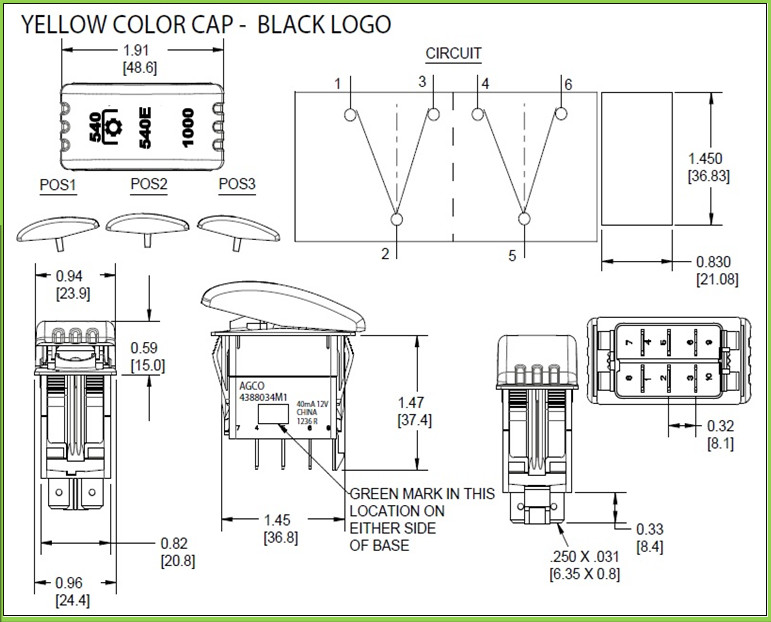 YELLOW COLOR CAP - BLACK LOGO
1.91
[48.6]
540
540E
1000
POS1
POS2
POS3
CIRCUIT
1
3
4
6
2
5
1.450
[36.83]
0.830
[21.08]
0.94
[23.9]
0.59
[15.0]
AGCO
4388034M1
40mA 12V
CHINA
1236 R
7
4
1.47
[37.4]
GREEN MARK IN THIS
LOCATION ON
EITHER SIDE
OF BASE
1.45
[36.8]
0.82
[20.8]
0.96
[24.4]
7
4
5
6
9
8
1
2
3
10
0.32
[8.1]
0.33
[8.4]
.250 X .031
[6.35 X 0.8]